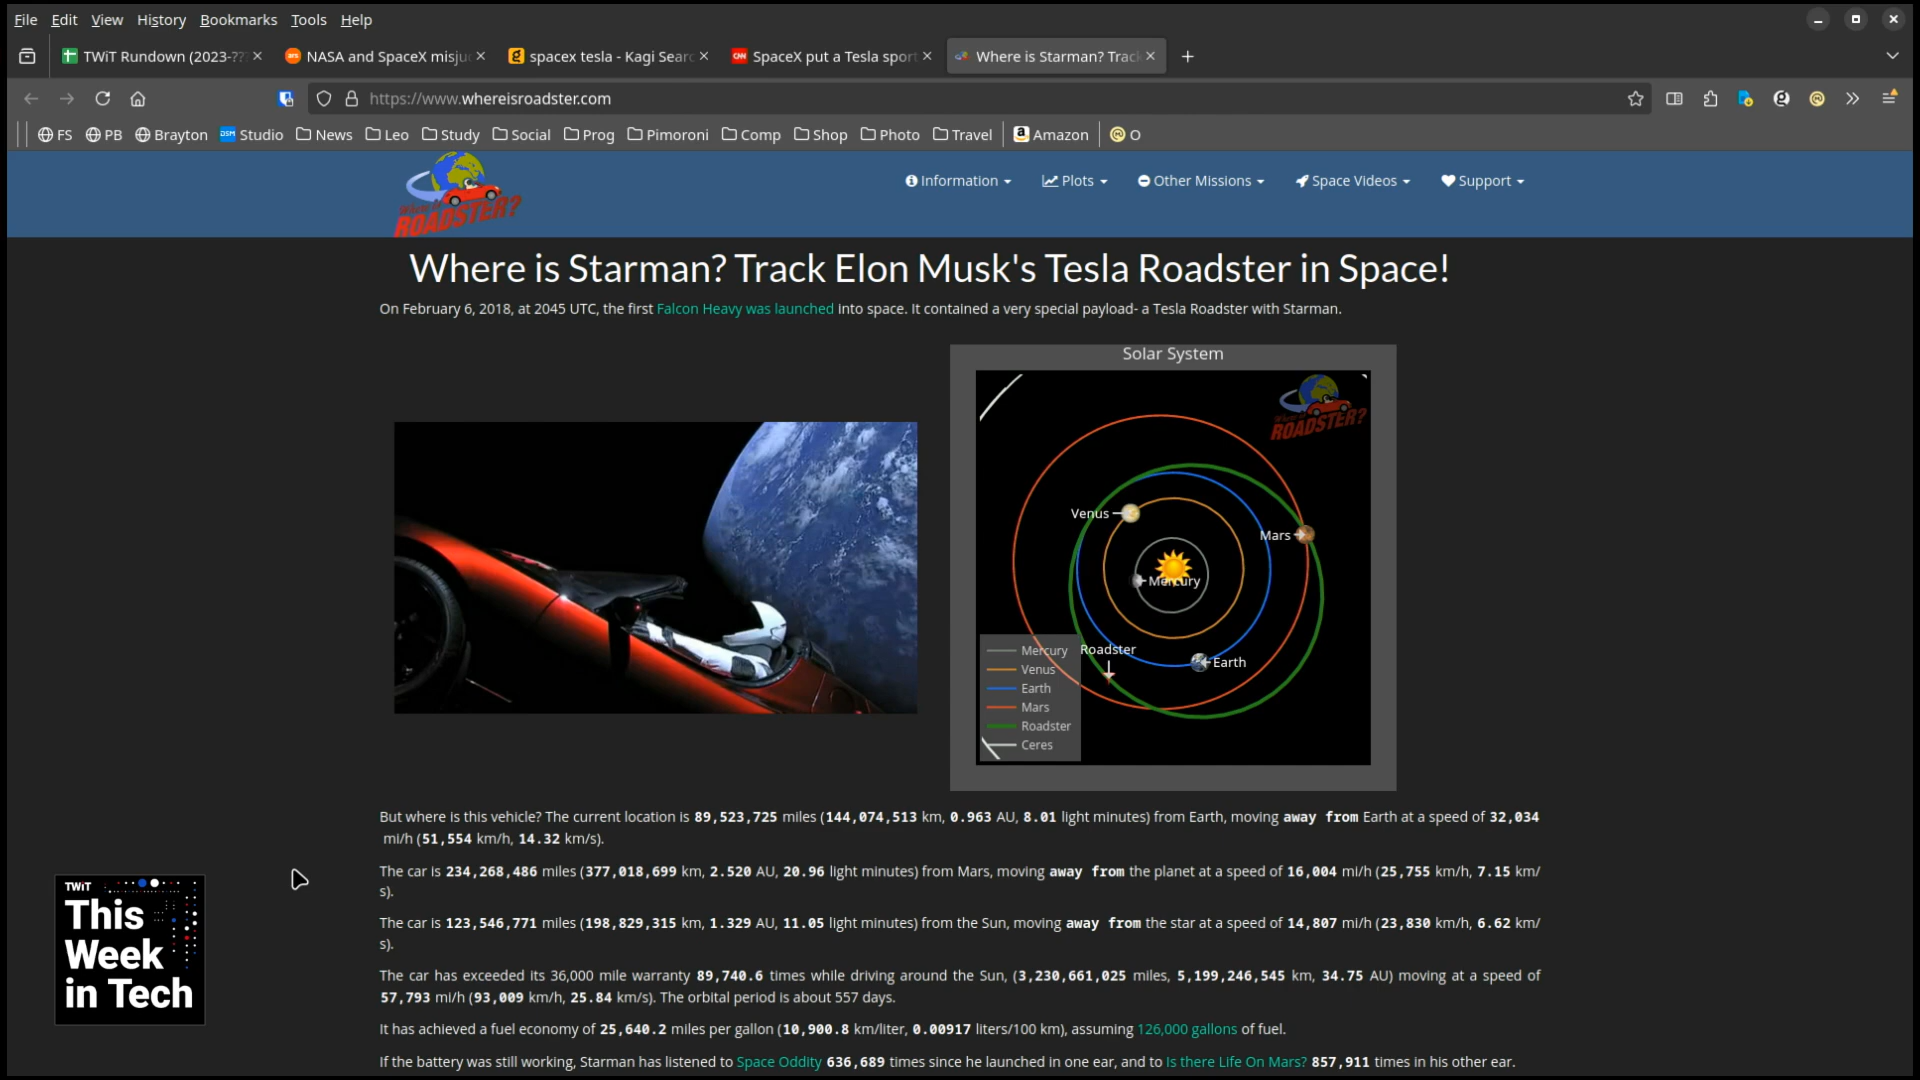 File Edit View History Bookmarks Tools Help
TWiT Rundown (2023-??
NASA and SpaceX misju
spacex tesla - Kagi Searc
CNN SpaceX put a Tesla sport
Where is Starman? Track
https://www.whereisroadster.com
FS PB Brayton DSM Studio News Leo Study Social Prog Pimoroni Comp Shop Photo Travel Amazon O
Where is
ROADSTER?
Information Plots Other Missions Space Videos Support
Where is Starman? Track Elon Musk's Tesla Roadster in Space!
On February 6, 2018, at 2045 UTC, the first Falcon Heavy was launched into space. It contained a very special payload- a Tesla Roadster with Starman.
Solar System
Where is
ROADSTER?
Venus
Mars
Mercury
Roadster
Earth
Mercury
Venus
Earth
Mars
Roadster
Ceres
But where is this vehicle? The current location is 89,523,725 miles (144,074,513 km, 0.963 AU, 8.01 light minutes) from Earth, moving away from Earth at a speed of 32,034
mi/h (51,554 km/h, 14.32 km/s).
The car is 234,268,486 miles (377,018,699 km, 2.520 AU, 20.96 light minutes) from Mars, moving away from the planet at a speed of 16,004 mi/h (25,755 km/h, 7.15 km/
s).
The car is 123,546,771 miles (198,829,315 km, 1.329 AU, 11.05 light minutes) from the Sun, moving away from the star at a speed of 14,807 mi/h (23,830 km/h, 6.62 km/
s).
The car has exceeded its 36,000 mile warranty 89,740.6 times while driving around the Sun, (3,230,661,025 miles, 5,199,246,545 km, 34.75 AU) moving at a speed of
57,793 mi/h (93,009 km/h, 25.84 km/s). The orbital period is about 557 days.
It has achieved a fuel economy of 25,640.2 miles per gallon (10,900.8 km/liter, 0.00917 liters/100 km), assuming 126,000 gallons of fuel.
If the battery was still working, Starman has listened to Space Oddity 636,689 times since he launched in one ear, and to Is there Life On Mars? 857,911 times in his other ear.
TWiT
This
Week
in Tech